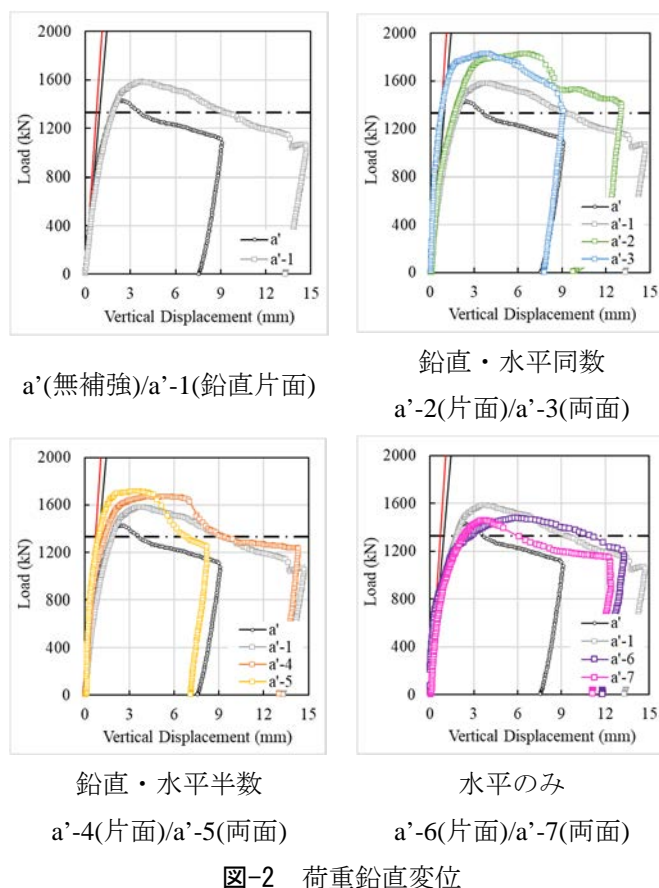 2000
1600
1200
800
400
0
Load (kN)
a'
a'-1
0 3 6 9 12 15
Vertical Displacement (mm)
a’(無補強)/a’-1(鉛直片面)
2000
1600
1200
800
400
0
Load (kN)
a'
a'-1
a'-2
a'-3
0 3 6 9 12 15
Vertical Displacement (mm)
鉛直・水平同数
a’-2(片面)/a’-3(両面)
2000
1600
1200
800
400
0
Load (kN)
a'
a'-1
a'-4
a'-5
0 3 6 9 12 15
Vertical Displacement (mm)
鉛直・水平半数
a’-4(片面)/a’-5(両面)
2000
1600
1200
800
400
0
Load (kN)
a'
a'-1
a'-6
a'-7
0 3 6 9 12 15
Vertical Displacement (mm)
水平のみ
a’-6(片面)/a’-7(両面)
図−2 荷重鉛直変位